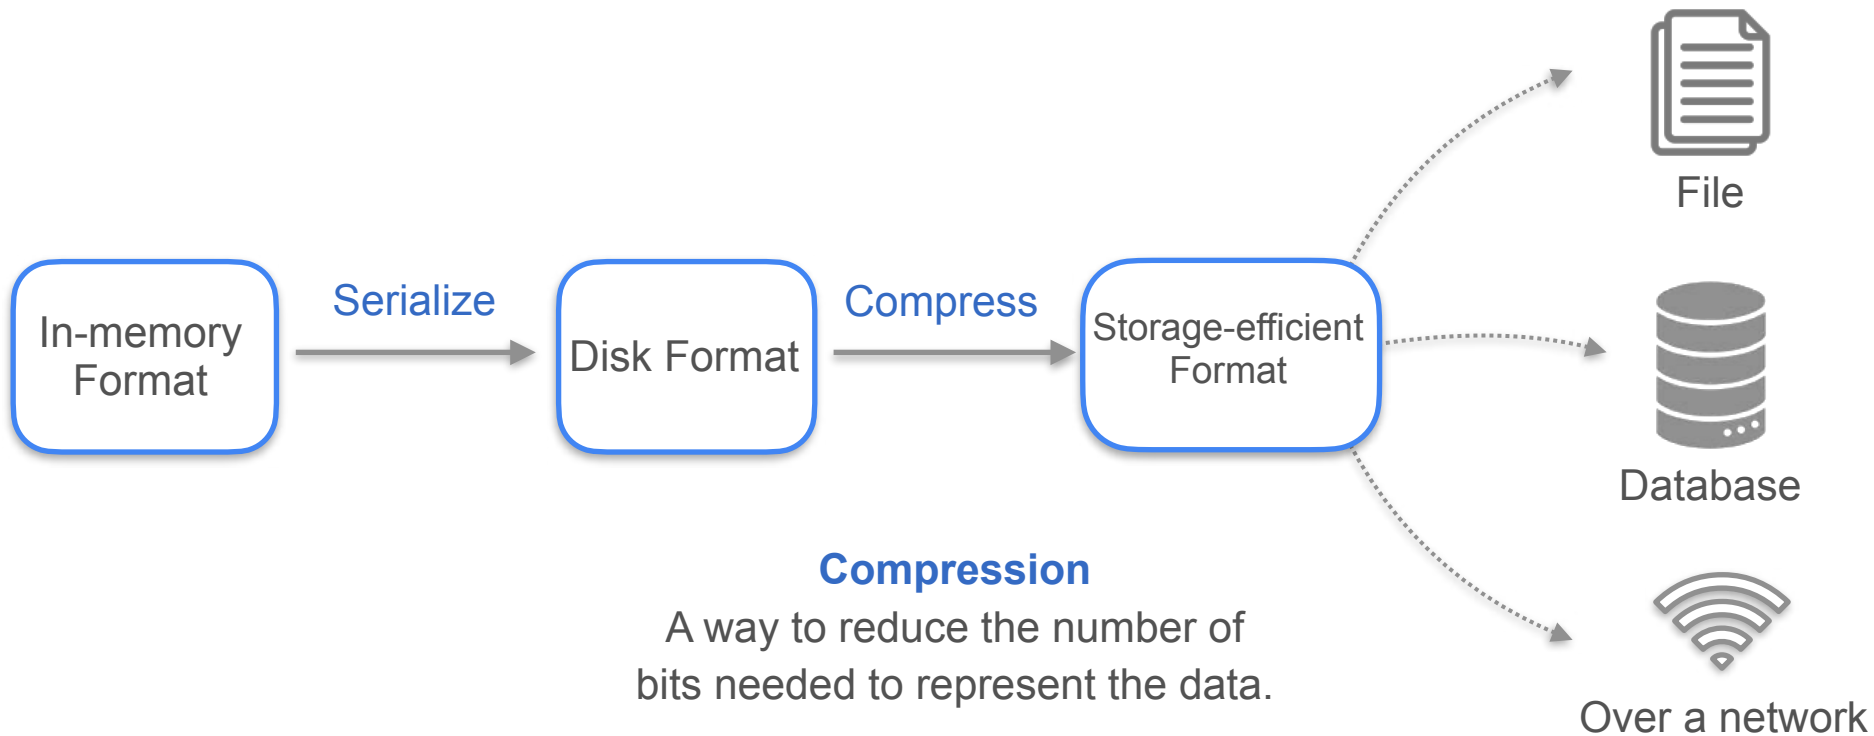 In-memory
Format
Serialize
Disk Format
Compress
Storage-efficient
Format
File
Database
Over a network
Compression
A way to reduce the number of
bits needed to represent the data.